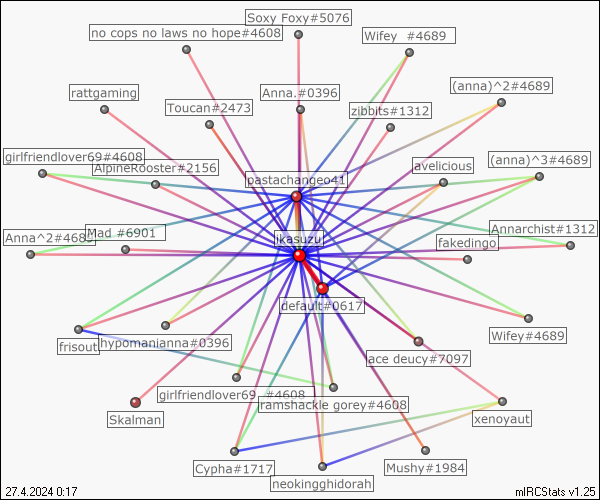 Soxy Foxy#5076
no cops no laws no hope#4608
Wifey #4689
rattgaming
Anna.#0396
(anna)^2#4689
Toucan#2473
zibbits#1312
girlfriendlover69#4608
AlpineRooster#2156
avelicious
(anna)^3#4689
pastachangeo41
Anna^2#4689
Mad #6901
ikasuzu
fakedingo
Annarchist#1312
default#0617
frisout
hypomanianna#0396
Wifey#4689
lace deucy#7097
girlfriendlover69 #4608
ramshackle gorey#4608
Skalman
xenoyaut
Cypha#1717
neokingghidorah
Mushy#1984
27.4.2024 0:17
mIRCStats v1.25